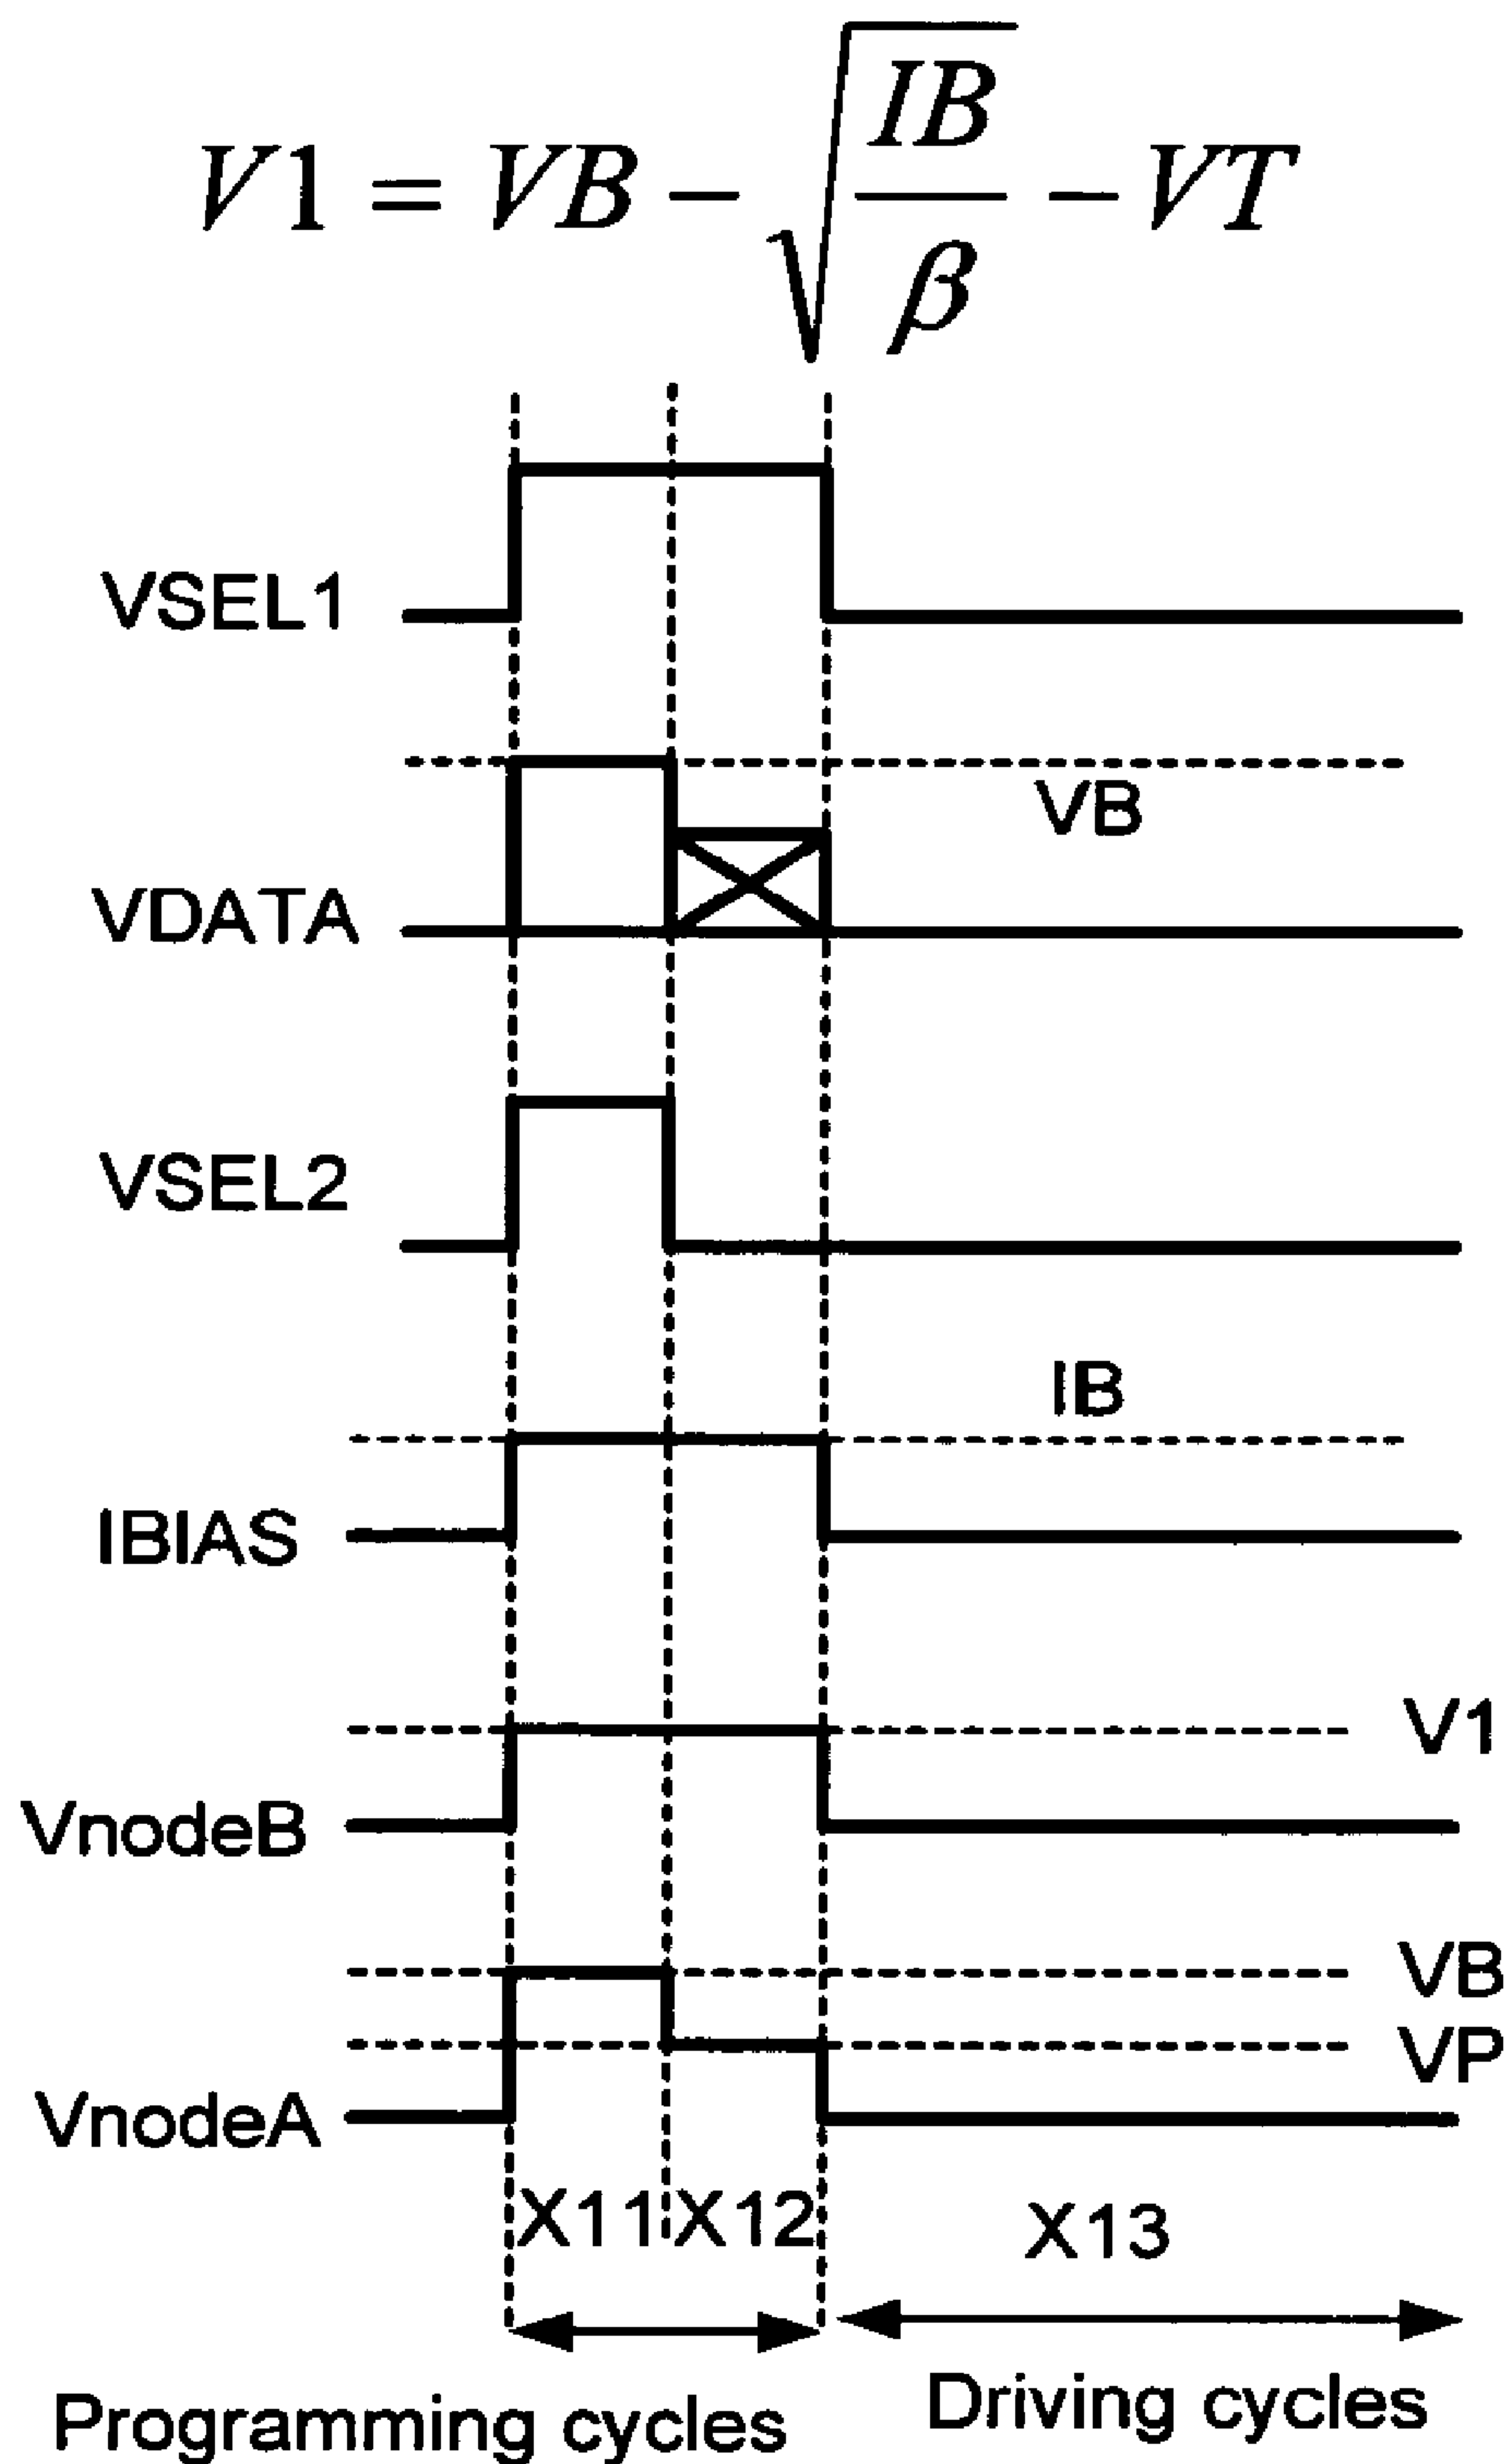 V1 = VB - √(IB/β) - VT
VSEL1
VB
VDATA
VSEL2
IB
IBIAS
V1
VnodeB
VB
VP
VnodeA
X11 X12 X13
Programming cycles Driving cycles